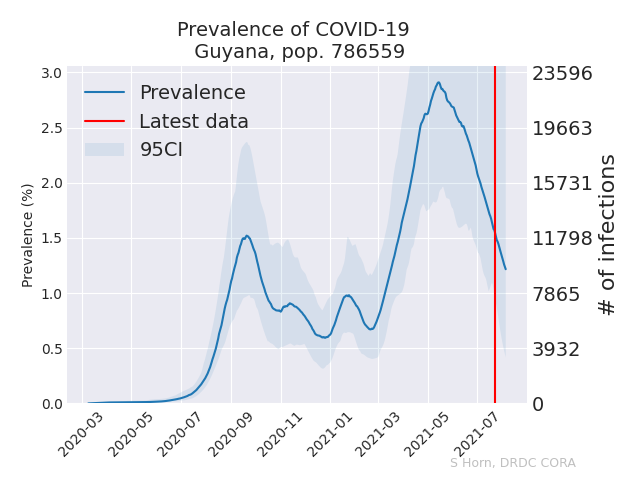 Prevalence of COVID-19
Guyana, pop. 786559
Prevalence
Latest data
95CI
3.0
2.5
2.0
1.5
1.0
0.5
0.0
Prevalence (%)
23596
19663
15731
11798
7865
3932
0
# of infections
2020-03
2020-05
2020-07
2020-09
2020-11
2021-01
2021-03
2021-05
2021-07
S Horn, DRDC CORA